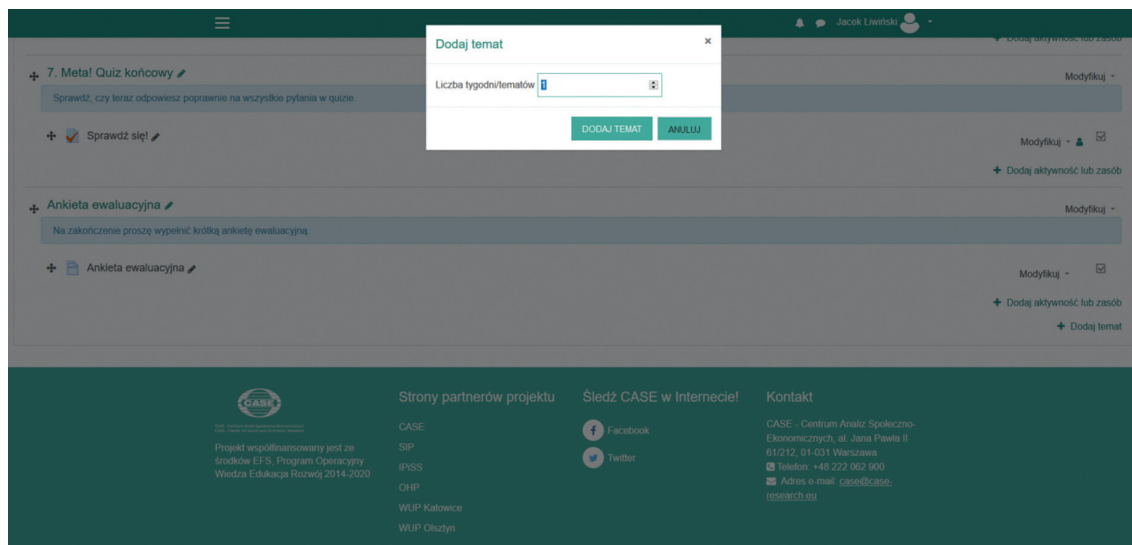 Jacek Liwiński
Dodaj temat
×
Liczba tygodni/tematów 1
DODAJ TEMAT ANULUJ
+ Dodaj aktywność lub zasób
7. Meta! Quiz końcowy
Modyfikuj
Sprawdź, czy teraz odpowiesz poprawnie na wszystkie pytania w quizie.
Sprawdź się!
Modyfikuj
+ Dodaj aktywność lub zasób
Ankieta ewaluacyjna
Modyfikuj
Na zakończenie proszę wypełnić krótką ankietę ewaluacyjną
Ankieta ewaluacyjna
Modyfikuj
+ Dodaj aktywność lub zasób
+ Dodaj temat
CASE
Projekt współfinansowany jest ze
środków EFS, Program Operacyjny
Wiedza Edukacja Rozwój 2014-2020
Strony partnerów projektu
CASE
SIP
IPiSS
OHP
WUP Katowice
WUP Olsztyn
Śledź CASE w Internecie!
Facebook
Twitter
Kontakt
CASE - Centrum Analiz Społeczno-
Ekonomicznych, al. Jana Pawła II
61/212, 01-031 Warszawa
Telefon: +48 222 062 900
Adres e-mail: case@case-
research.eu